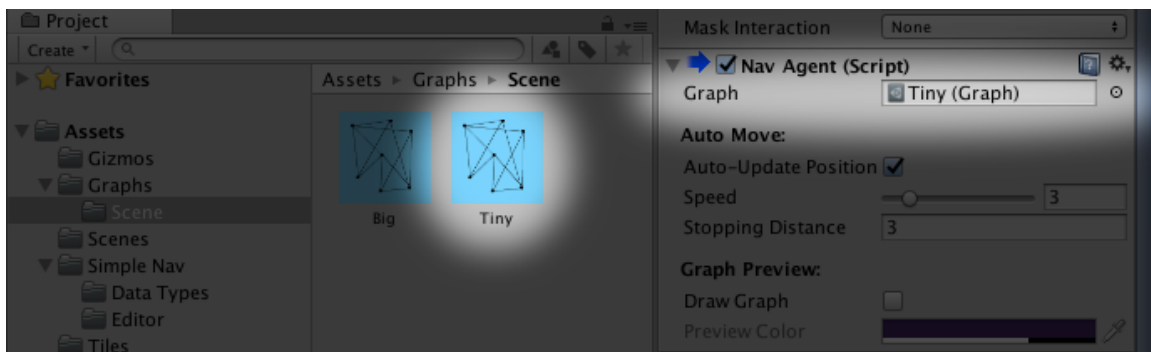 Project
Create
Favorites
Assets
Gizmos
Graphs
Scene
Scenes
Simple Nav
Data Types
Editor
Tiles
Assets ▸ Graphs ▸ Scene
Big
Tiny
Mask Interaction None
Nav Agent (Script)
Graph Tiny (Graph)
Auto Move:
Auto-Update Position
Speed 3
Stopping Distance 3
Graph Preview:
Draw Graph
Preview Color